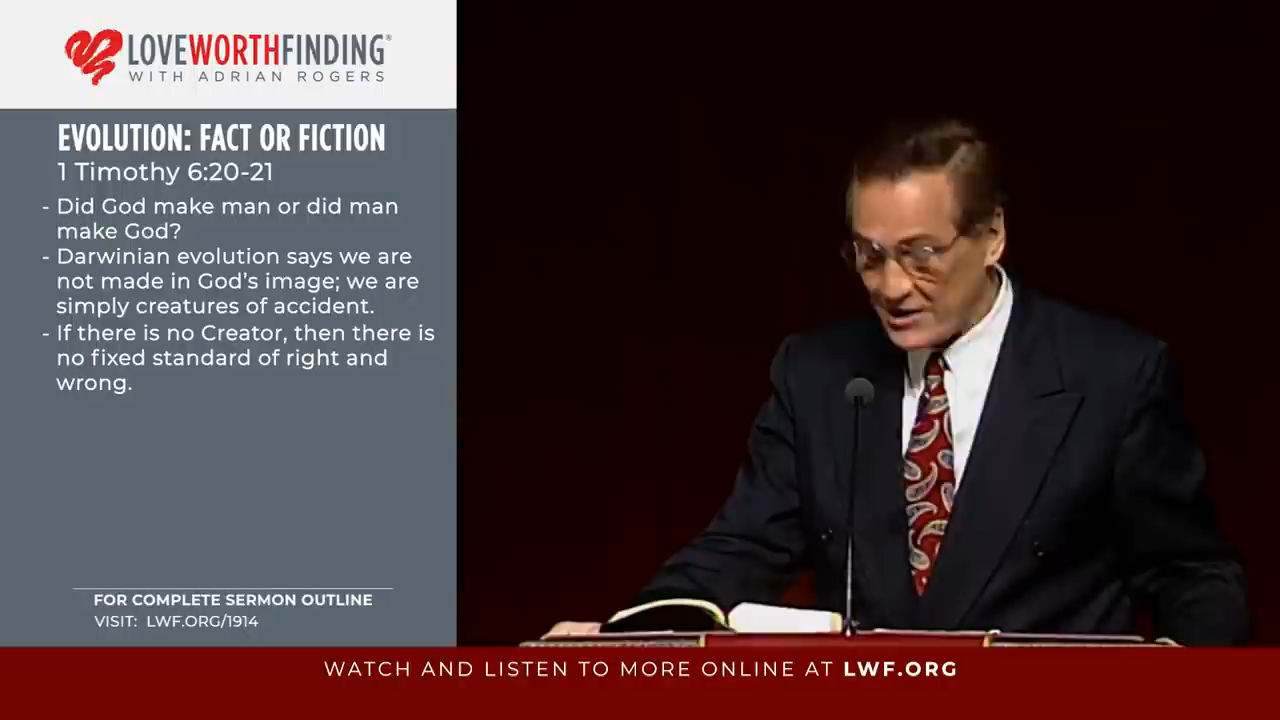 LOVEWORTHFINDING®
WITH ADRIAN ROGERS
EVOLUTION: FACT OR FICTION
1 Timothy 6:20-21
- Did God make man or did man
make God?
- Darwinian evolution says we are
not made in God's image; we are
simply creatures of accident.
- If there is no Creator, then there is
no fixed standard of right and
wrong.
FOR COMPLETE SERMON OUTLINE
VISIT: LWF.ORG/1914
WATCH AND LISTEN TO MORE ONLINE AT LWF.ORG